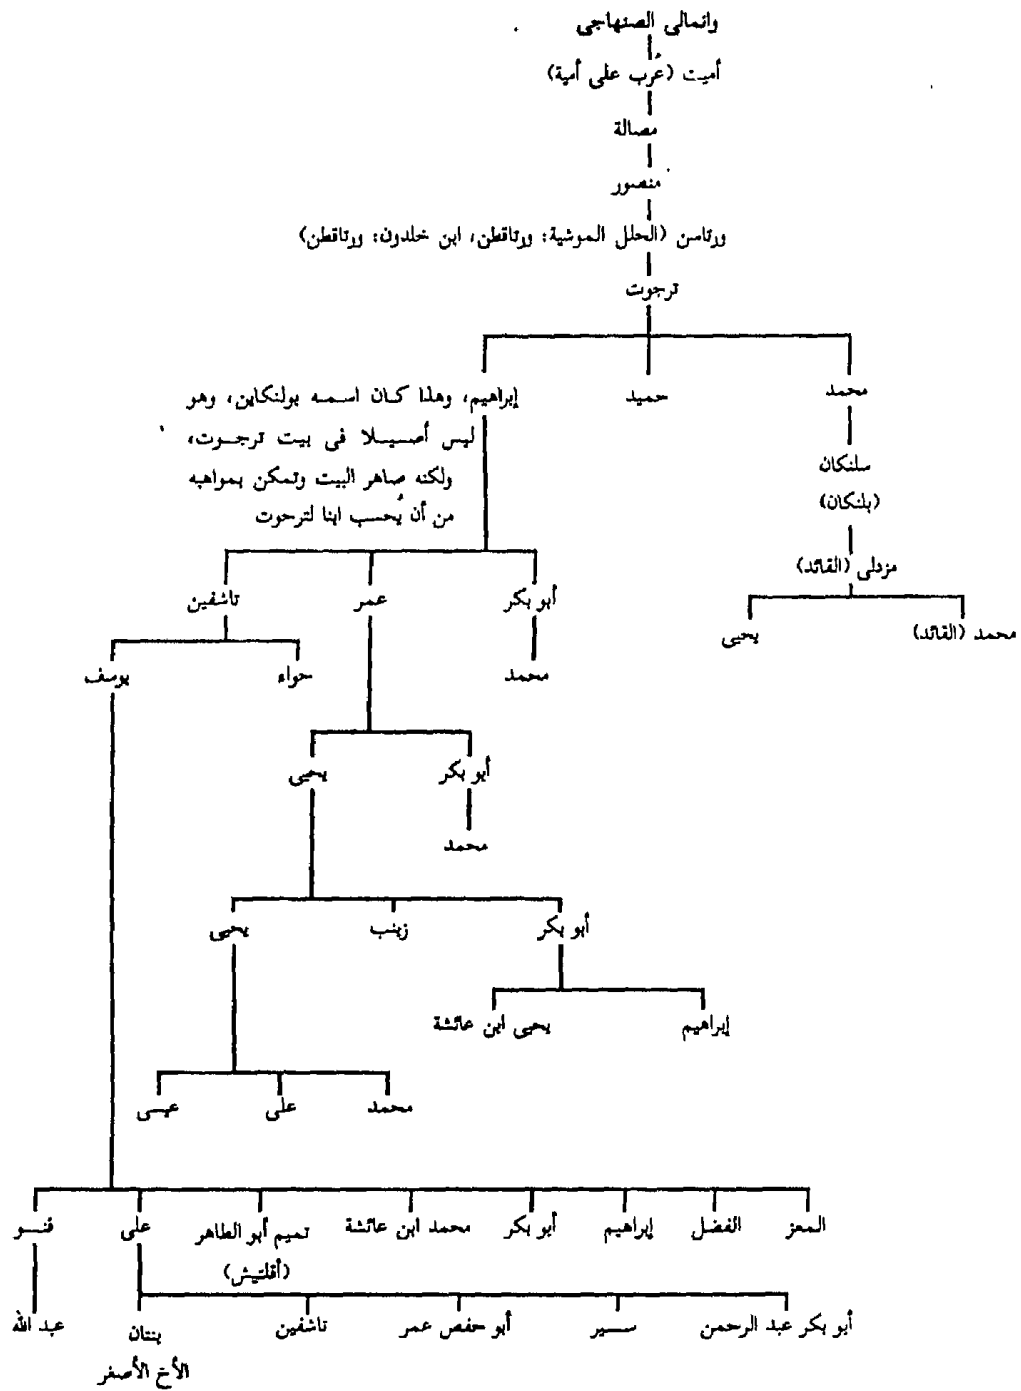 وانمالى الصنهاجى
أميت (عُرب على أمية)
مصالة
منصور
ورتاسن (الحلل الموشية: ورتاقطن، ابن خلدون: ورتاقطن)
ترجوت
محمد
حميد
إبراهيم، وهذا كان اسمه بولنكاين، وهو
ليس أصيلا فى بيت ترجوت،
ولكنه صاهر البيت وتمكن بمواهبه
من أن يُحسب ابنا لترحوت
سلنكان
(بلنكان)
مزدلى (القائد)
محمد (القائد)
يحيى
أبو بكر
عمر
تاشفين
محمد
حواء
يوسف
أبو بكر
يحيى
محمد
أبو بكر
زينب
يحيى
إبراهيم
يحيى ابن عائشة
محمد
على
عيسى
المعز
الفضل
إبراهيم
أبو بكر
محمد ابن عائشة
تميم أبو الطاهر
(أقلتيش)
على
فنو
أبو بكر عبد الرحمن
سير
أبو حفص عمر
تاشفين
بنتان
الأخ الأصغر
عبد الله